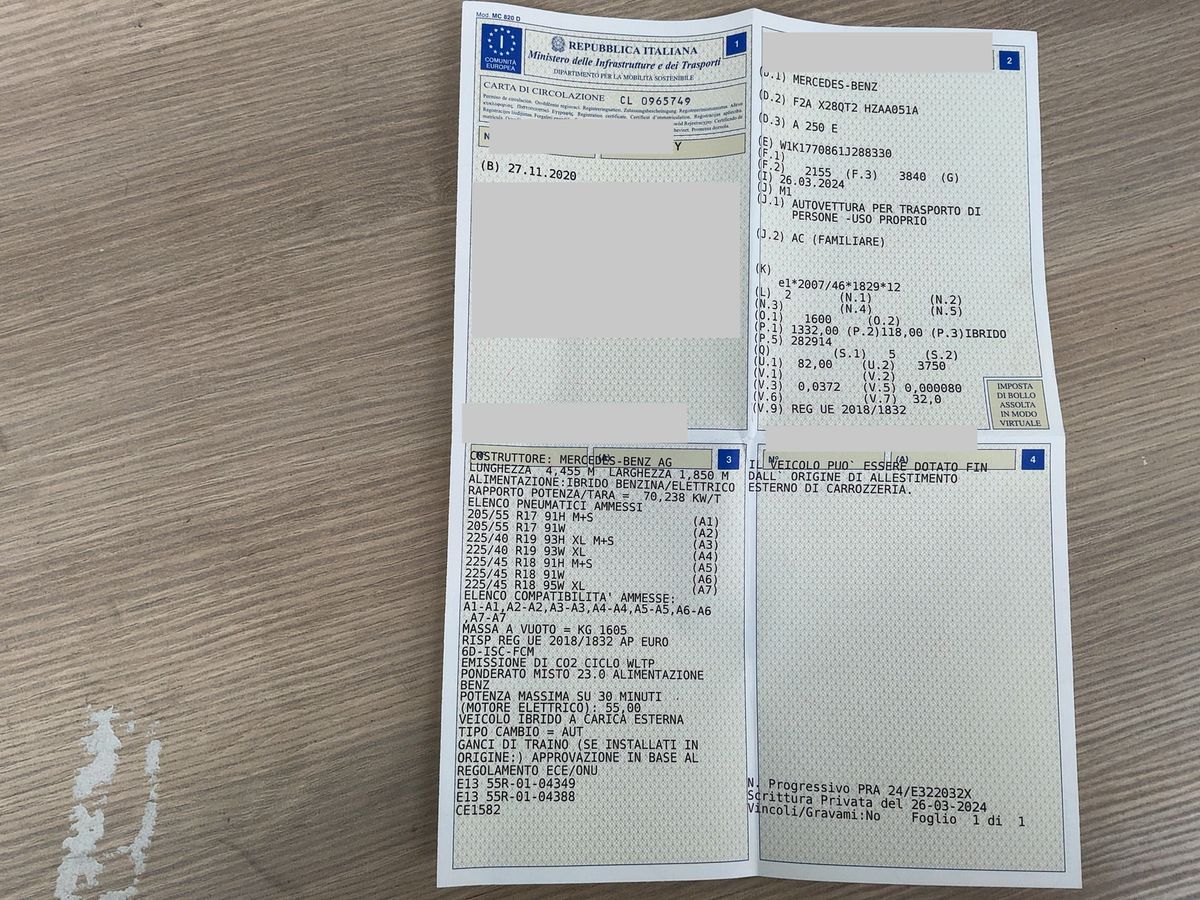 Mod. MC 820 D
I
COMUNITÀ
EUROPEA
REPUBBLICA ITALIANA
Ministero delle Infrastrutture e dei Trasporti
DIPARTIMENTO PER LA MOBILITÀ SOSTENIBILE
1
CARTA DI CIRCOLAZIONE CL 0965749
N
Y
(B) 27.11.2020
2
(D.1) MERCEDES-BENZ
(D.2) F2A X28QT2 HZAA051A
(D.3) A 250 E
(E) W1K1770861J288330
(F.1)
(F.2) 2155 (F.3) 3840 (G)
(I) 26.03.2024
(J) M1
(J.1) AUTOVETTURA PER TRASPORTO DI
PERSONE -USO PROPRIO
(J.2) AC (FAMILIARE)
(K)
e1*2007/46*1829*12
(L) 2 (N.1) (N.2)
(N.3) (N.4) (N.5)
(O.1) 1600 (O.2)
(P.1) 1332,00 (P.2)118,00 (P.3)IBRIDO
(P.5) 282914
(Q) (S.1) 5 (S.2)
(U.1) 82,00 (U.2) 3750
(V.1) (V.2)
(V.3) 0,0372 (V.5) 0,000080
(V.6) (V.7) 32,0
(V.9) REG UE 2018/1832
IMPOSTA
DI BOLLO
ASSOLTA
IN MODO
VIRTUALE
N° (A)
3
COSTRUTTORE: MERCEDES-BENZ AG
LUNGHEZZA 4,455 M LARGHEZZA 1,850 M
ALIMENTAZIONE:IBRIDO BENZINA/ELETTRICO
RAPPORTO POTENZA/TARA = 70,238 KW/T
ELENCO PNEUMATICI AMMESSI
205/55 R17 91H M+S (A1)
205/55 R17 91W (A2)
225/40 R19 93H XL M+S (A3)
225/40 R19 93W XL (A4)
225/45 R18 91H M+S (A5)
225/45 R18 91W (A6)
225/45 R18 95W XL (A7)
ELENCO COMPATIBILITA' AMMESSE:
A1-A1,A2-A2,A3-A3,A4-A4,A5-A5,A6-A6
,A7-A7
MASSA A VUOTO = KG 1605
RISP REG UE 2018/1832 AP EURO
6D-ISC-FCM
EMISSIONE DI CO2 CICLO WLTP
PONDERATO MISTO 23.0 ALIMENTAZIONE
BENZ
POTENZA MASSIMA SU 30 MINUTI
(MOTORE ELETTRICO): 55,00
VEICOLO IBRIDO A CARICA ESTERNA
TIPO CAMBIO = AUT
GANCI DI TRAINO (SE INSTALLATI IN
ORIGINE:) APPROVAZIONE IN BASE AL
REGOLAMENTO ECE/ONU
E13 55R-01-04349
E13 55R-01-04388
CE1582
N° (A)
4
IL VEICOLO PUO` ESSERE DOTATO FIN
DALL` ORIGINE DI ALLESTIMENTO
ESTERNO DI CARROZZERIA.
N. Progressivo PRA 24/E322032X
Scrittura Privata del 26-03-2024
Vincoli/Gravami:No Foglio 1 di 1